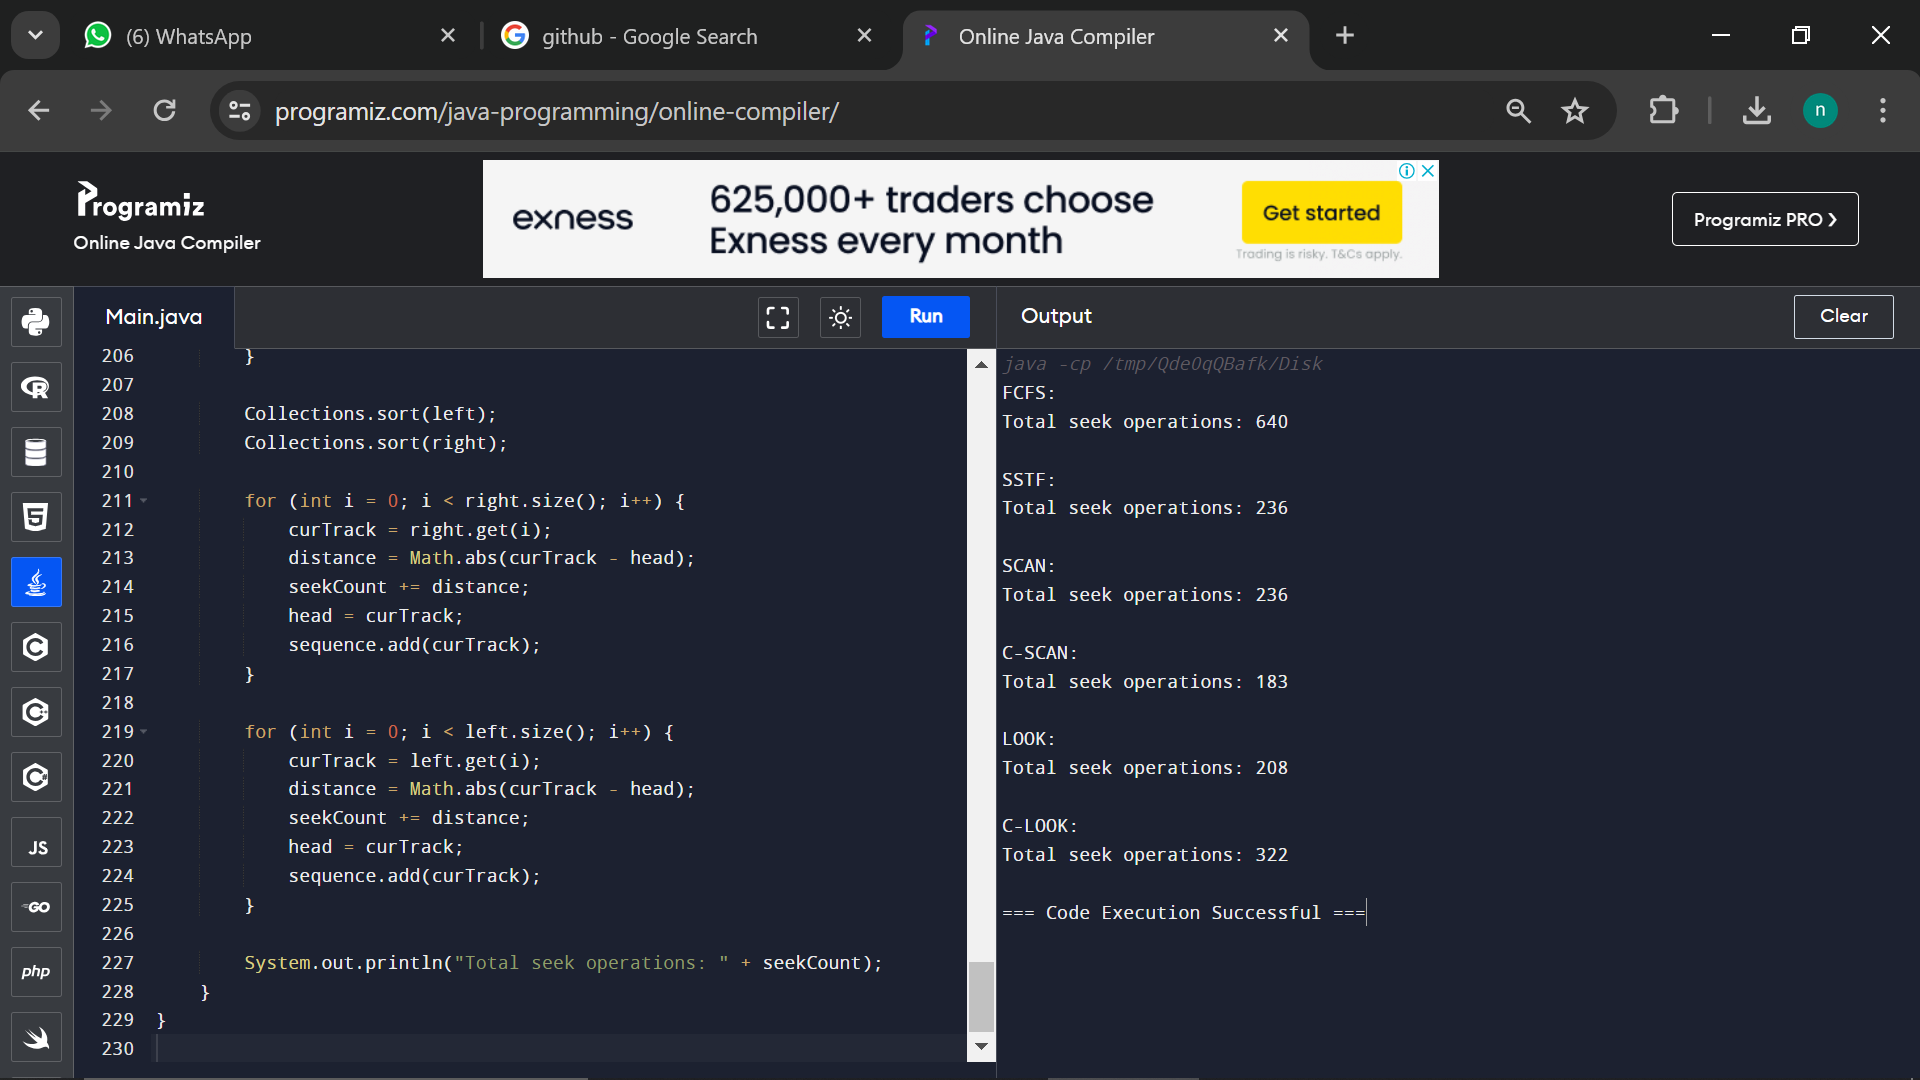 (6) WhatsApp
github - Google Search
Online Java Compiler
programiz.com/java-programming/online-compiler/
n
Programiz
Online Java Compiler
exness
625,000+ traders choose
Exness every month
Get started
Trading is risky. T&Cs apply.
Programiz PRO ❯
Main.java
Run
Output
Clear
206 }
207
208 Collections.sort(left);
209 Collections.sort(right);
210
211 for (int i = 0; i < right.size(); i++) {
212 curTrack = right.get(i);
213 distance = Math.abs(curTrack - head);
214 seekCount += distance;
215 head = curTrack;
216 sequence.add(curTrack);
217 }
218
219 for (int i = 0; i < left.size(); i++) {
220 curTrack = left.get(i);
221 distance = Math.abs(curTrack - head);
222 seekCount += distance;
223 head = curTrack;
224 sequence.add(curTrack);
225 }
226
227 System.out.println("Total seek operations: " + seekCount);
228 }
229 }
230
java -cp /tmp/QdeOqQBafk/Disk
FCFS:
Total seek operations: 640
SSTF:
Total seek operations: 236
SCAN:
Total seek operations: 236
C-SCAN:
Total seek operations: 183
LOOK:
Total seek operations: 208
C-LOOK:
Total seek operations: 322
=== Code Execution Successful ===
R
5
C
C+
C#
JS
GO
php